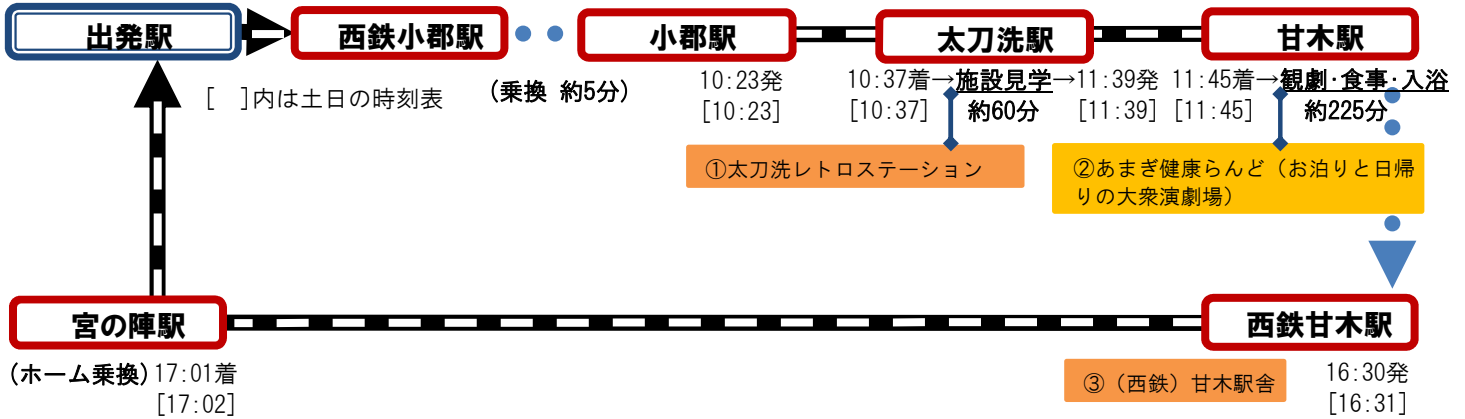 出発駅
西鉄小郡駅
小郡駅
太刀洗駅
甘木駅
[ ]内は土日の時刻表
(乗換 約5分)
10:23発
[10:23]
10:37着→施設見学→11:39発
[10:37] 約60分 [11:39]
11:45着→観劇・食事・入浴
[11:45] 約225分
①太刀洗レトロステーション
②あまぎ健康らんど（お泊りと日帰
りの大衆演劇場）
宮の陣駅
西鉄甘木駅
(ホーム乗換)17:01着
[17:02]
③（西鉄）甘木駅舎
16:30発
[16:31]